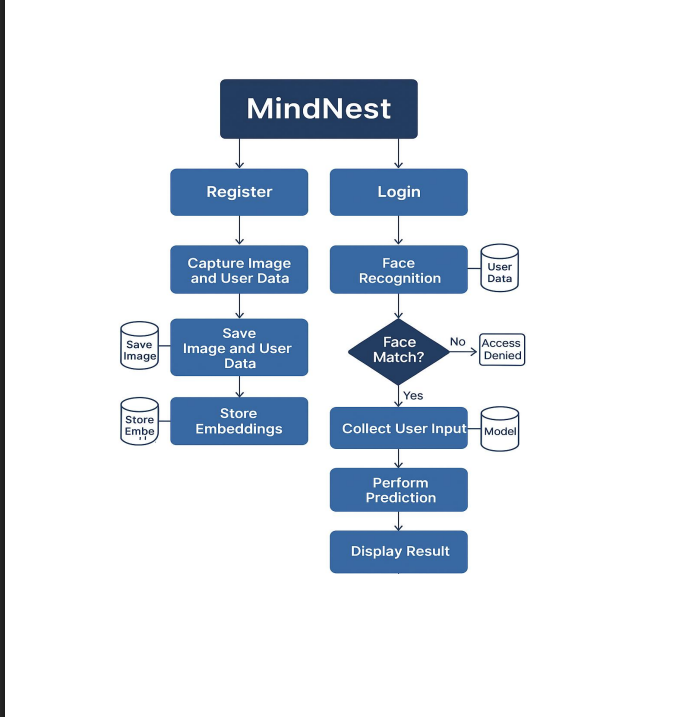 MindNest
Register
Login
Capture Image
and User Data
Face
Recognition
User
Data
Save
Image
Save
Image and User
Data
Face
Match?
No
Access
Denied
Yes
Store
Embe
Store
Embeddings
Collect User Input
Model
Perform
Prediction
Display Result